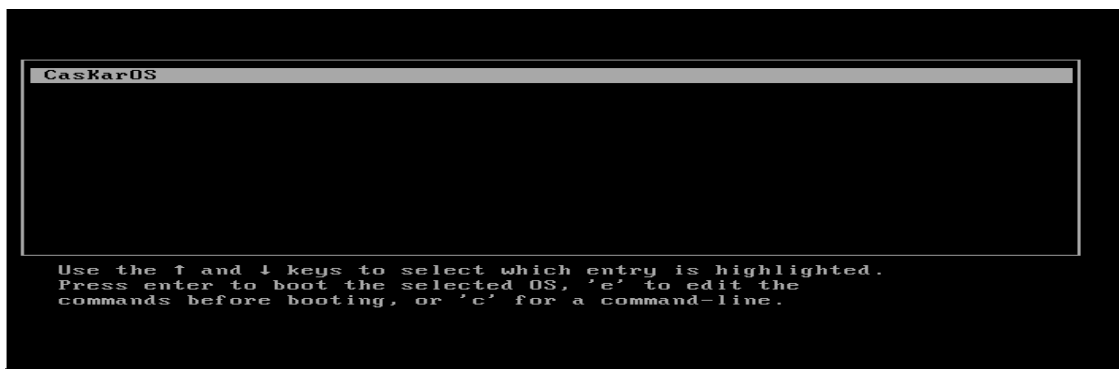 CasKarOS
Use the ↑ and ↓ keys to select which entry is highlighted.
Press enter to boot the selected OS, 'e' to edit the
commands before booting, or 'c' for a command-line.